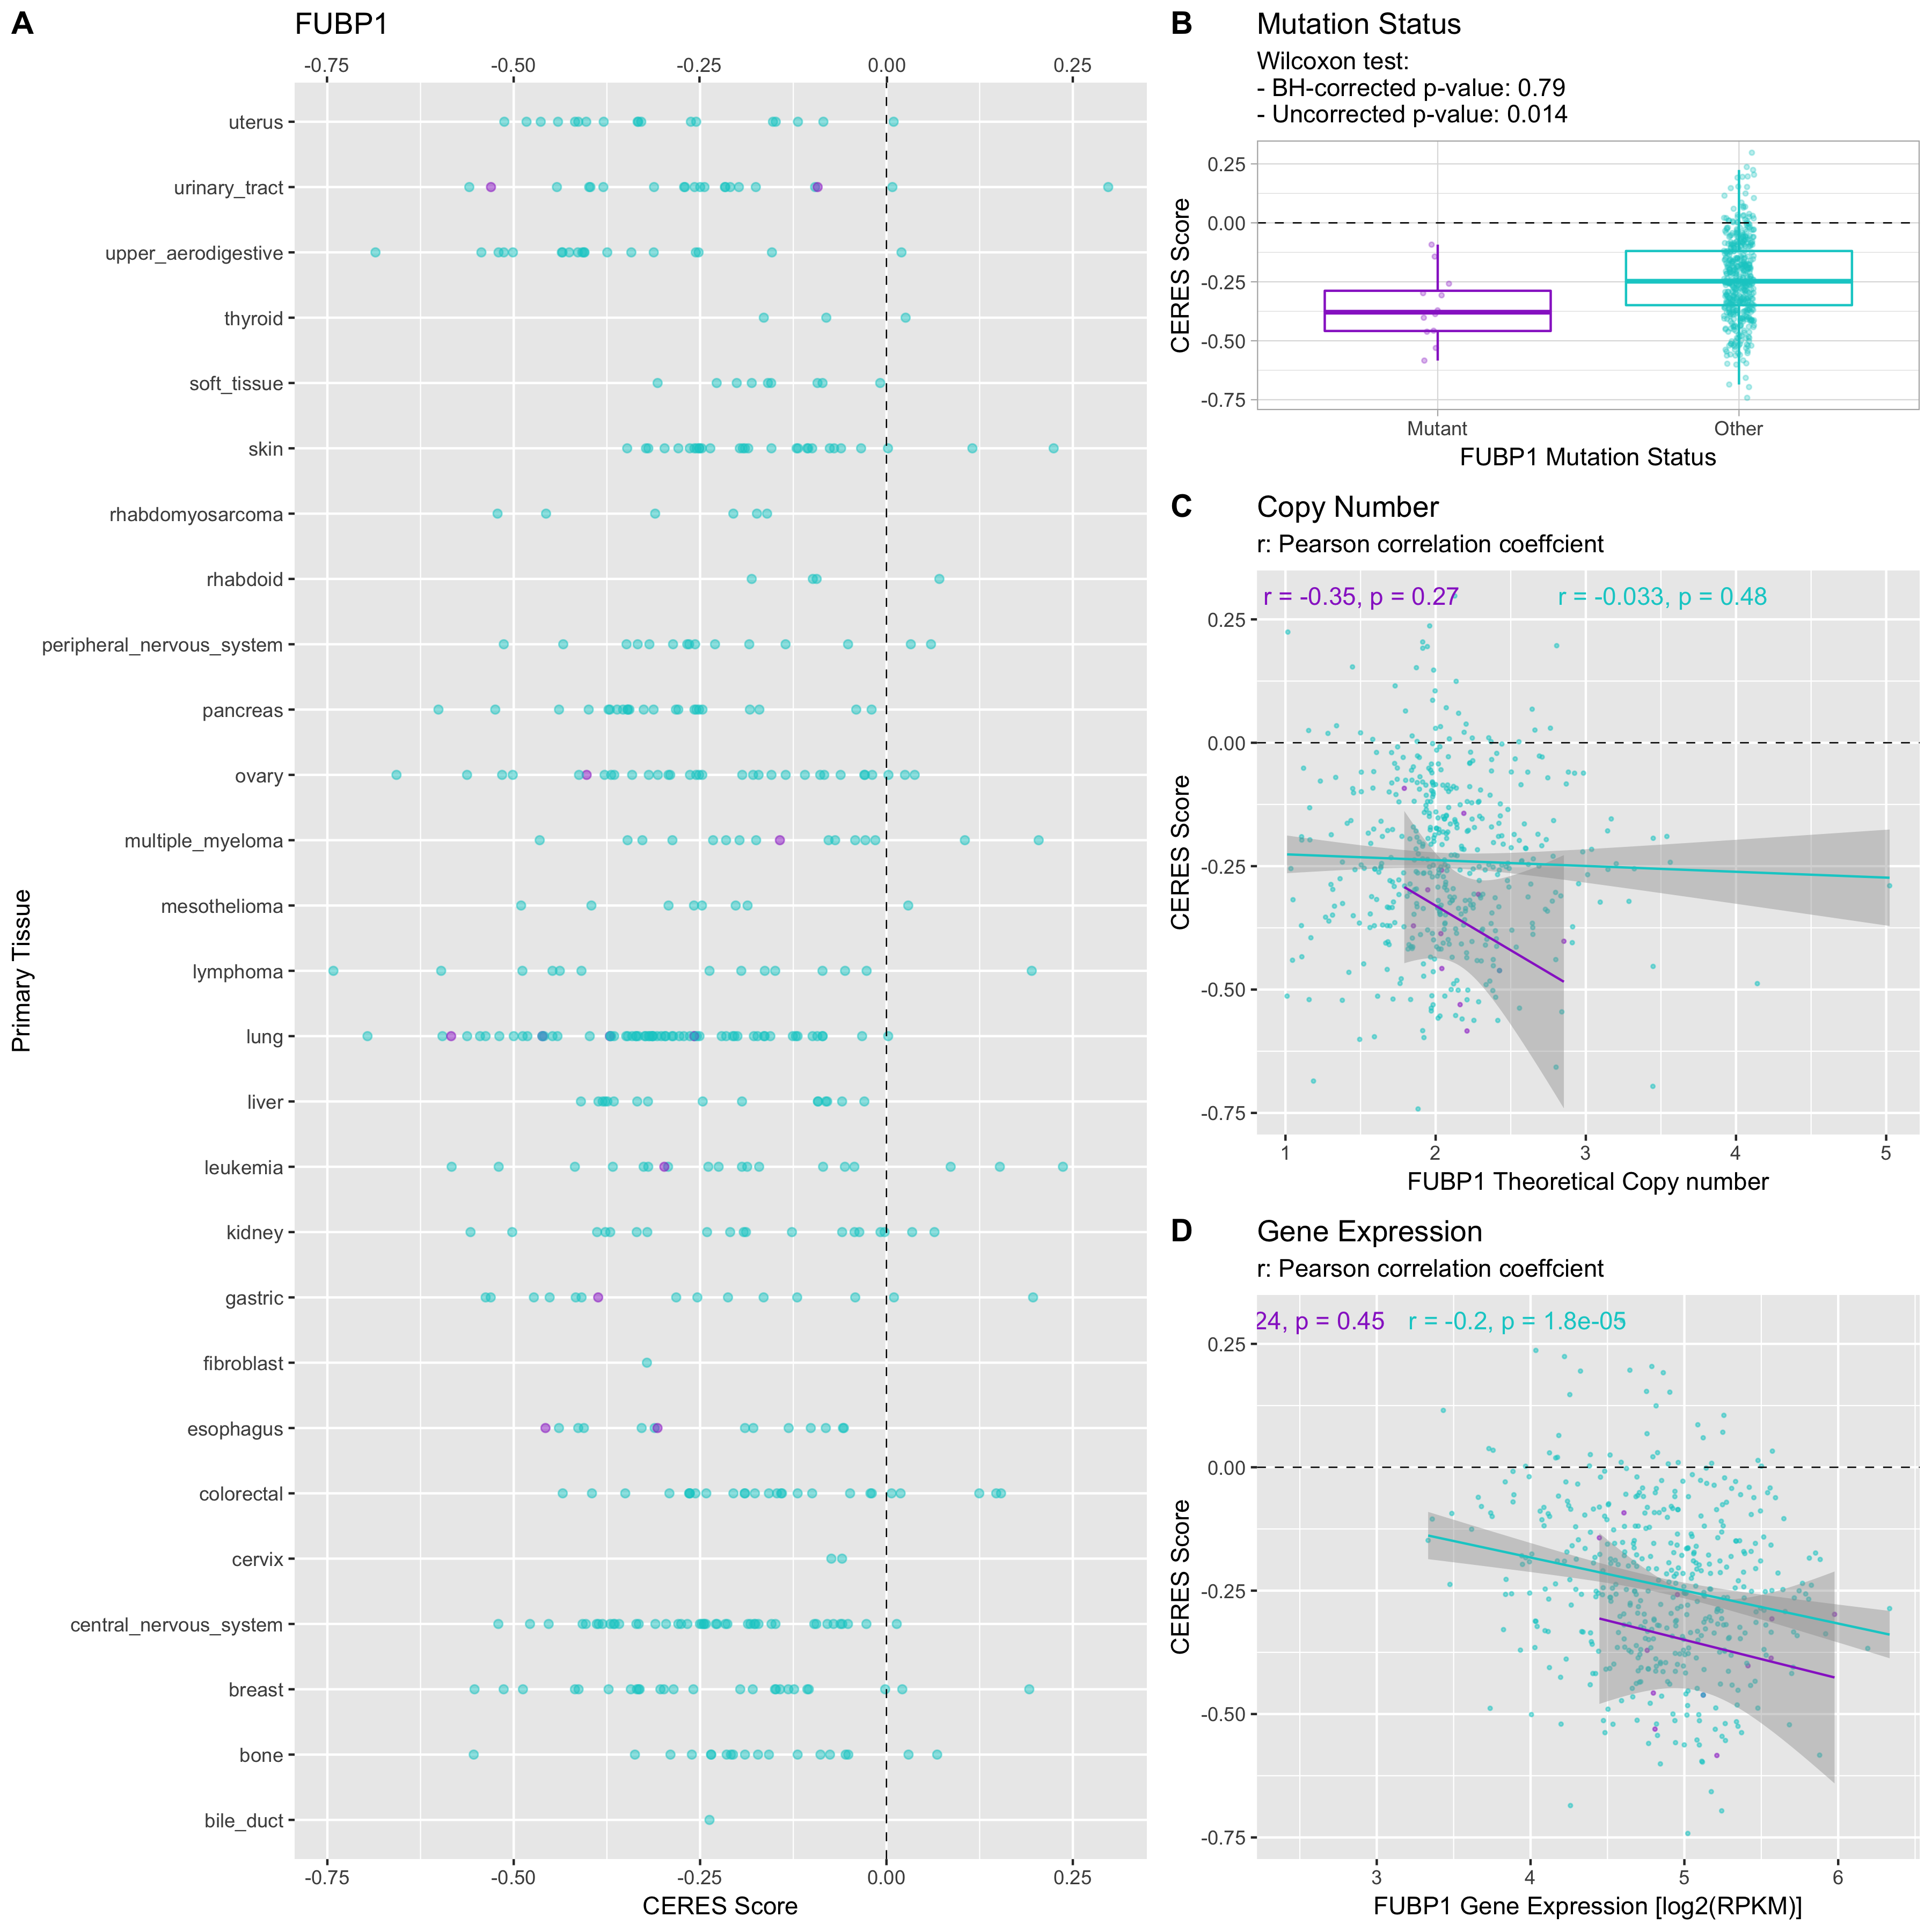 A
FUBP1
-0.75 -0.50 -0.25 0.00 0.25
Primary Tissue
uterus
urinary_tract
upper_aerodigestive
thyroid
soft_tissue
skin
rhabdomyosarcoma
rhabdoid
peripheral_nervous_system
pancreas
ovary
multiple_myeloma
mesothelioma
lymphoma
lung
liver
leukemia
kidney
gastric
fibroblast
esophagus
colorectal
cervix
central_nervous_system
breast
bone
bile_duct
-0.75 -0.50 -0.25 0.00 0.25
CERES Score
B
Mutation Status
Wilcoxon test:
- BH-corrected p-value: 0.79
- Uncorrected p-value: 0.014
CERES Score
0.25
0.00
-0.25
-0.50
-0.75
Mutant Other
FUBP1 Mutation Status
C
Copy Number
r: Pearson correlation coeffcient
r = -0.35, p = 0.27 r = -0.033, p = 0.48
CERES Score
0.25
0.00
-0.25
-0.50
-0.75
1 2 3 4 5
FUBP1 Theoretical Copy number
D
Gene Expression
r: Pearson correlation coeffcient
24, p = 0.45 r = -0.2, p = 1.8e-05
CERES Score
0.25
0.00
-0.25
-0.50
-0.75
3 4 5 6
FUBP1 Gene Expression [log2(RPKM)]